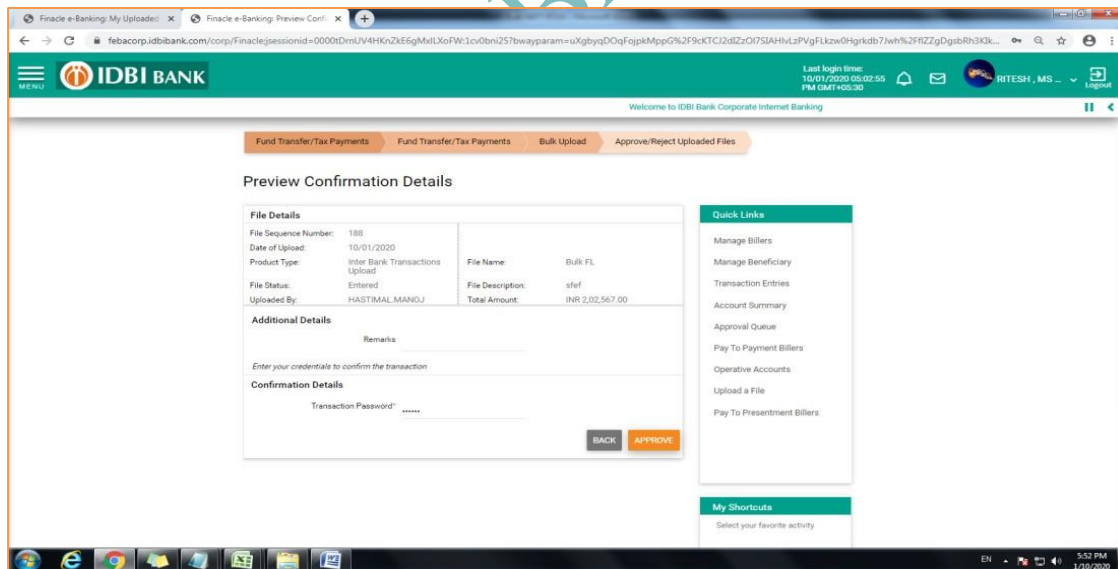 Finacle e-Banking: My Uploaded
Finacle e-Banking: Preview Confi
febacorp.idbibank.com/corp/Finacle;jsessionid=0000tDrnUV4HKnZkE6gMxILXoFW:1cv0bni25?bwayparam=uXgbyqDOqFojpkMppG%2F9cKTCJ2dIZzOI7SIAHIvLzPVgFLkzw0Hgrkdb7Jwh%2FflZZgDgsbRh3KIk...
MENU
IDBI BANK
Last login time:
10/01/2020 05:02:55
PM GMT+05:30
RITESH , MS ...
Logout
Welcome to IDBI Bank Corporate Internet Banking
Fund Transfer/Tax Payments Fund Transfer/Tax Payments Bulk Upload Approve/Reject Uploaded Files
Preview Confirmation Details
File Details
File Sequence Number: 188
Date of Upload: 10/01/2020
Product Type: Inter Bank Transactions Upload File Name: Bulk FL
File Status: Entered File Description: sfef
Uploaded By: HASTIMAL.MANOJ Total Amount: INR 2,02,567.00
Additional Details
Remarks
Enter your credentials to confirm the transaction
Confirmation Details
Transaction Password* ••••••
BACK APPROVE
Quick Links
Manage Billers
Manage Beneficiary
Transaction Entries
Account Summary
Approval Queue
Pay To Payment Billers
Operative Accounts
Upload a File
Pay To Presentment Billers
My Shortcuts
Select your favorite activity
EN
5:52 PM
1/10/2020